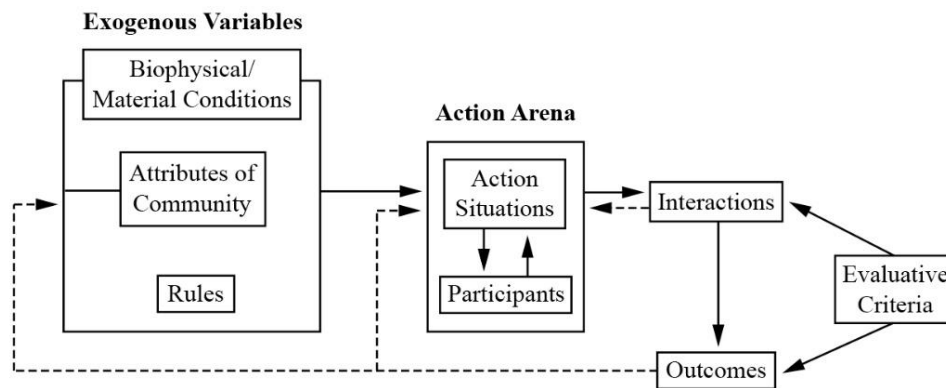 Exogenous Variables
Biophysical/
Material Conditions
Attributes of
Community
Rules
Action Arena
Action
Situations
Participants
Interactions
Outcomes
Evaluative
Criteria